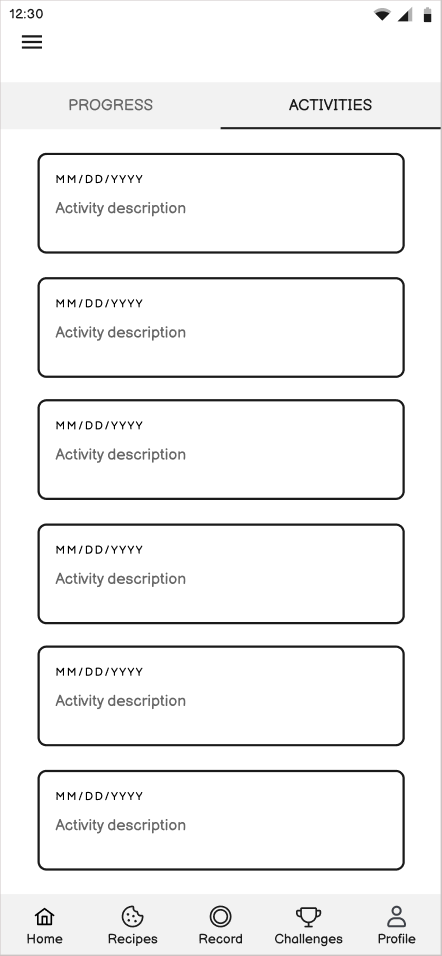 12:30
PROGRESS
ACTIVITIES
MM/DD/YYYY
Activity description
MM/DD/YYYY
Activity description
MM/DD/YYYY
Activity description
MM/DD/YYYY
Activity description
MM/DD/YYYY
Activity description
MM/DD/YYYY
Activity description
Home
Recipes
Record
Challenges
Profile